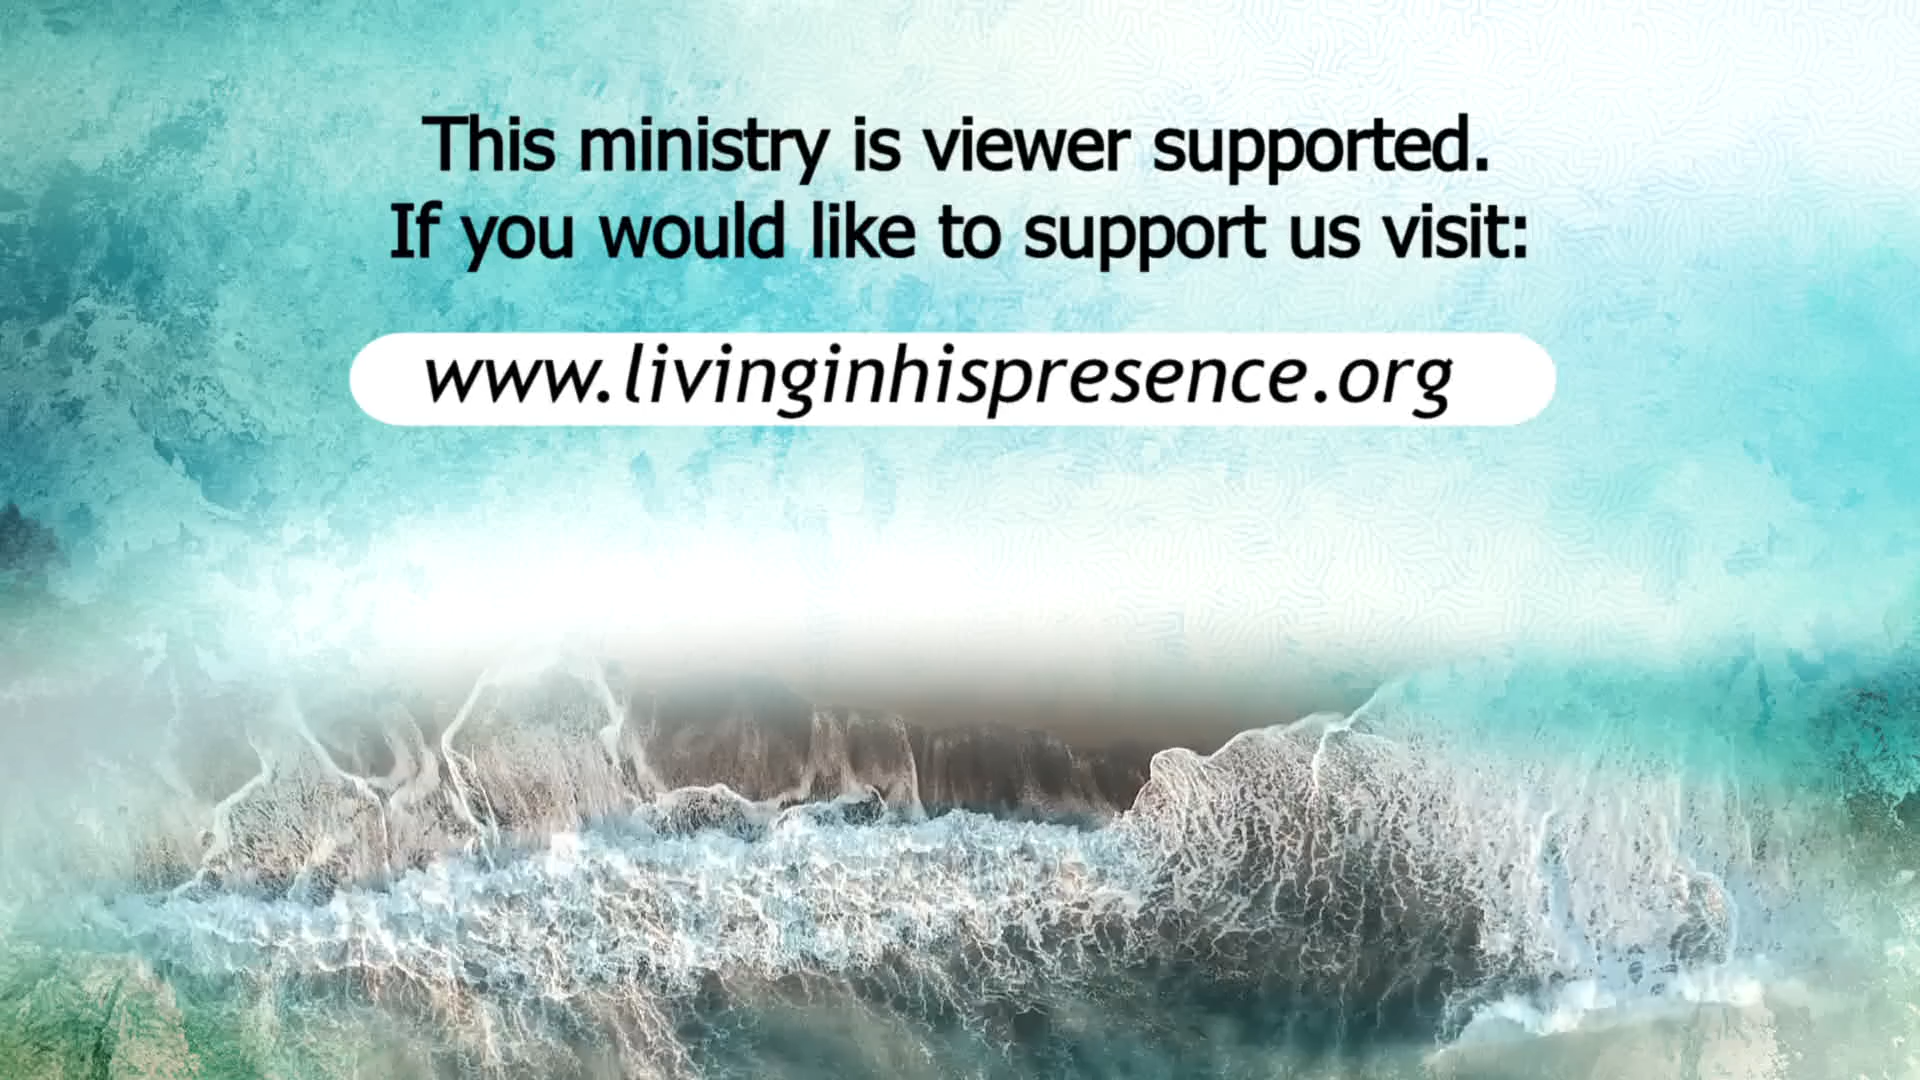 This ministry is viewer supported.
If you would like to support us visit:
www.livinginhispresence.org